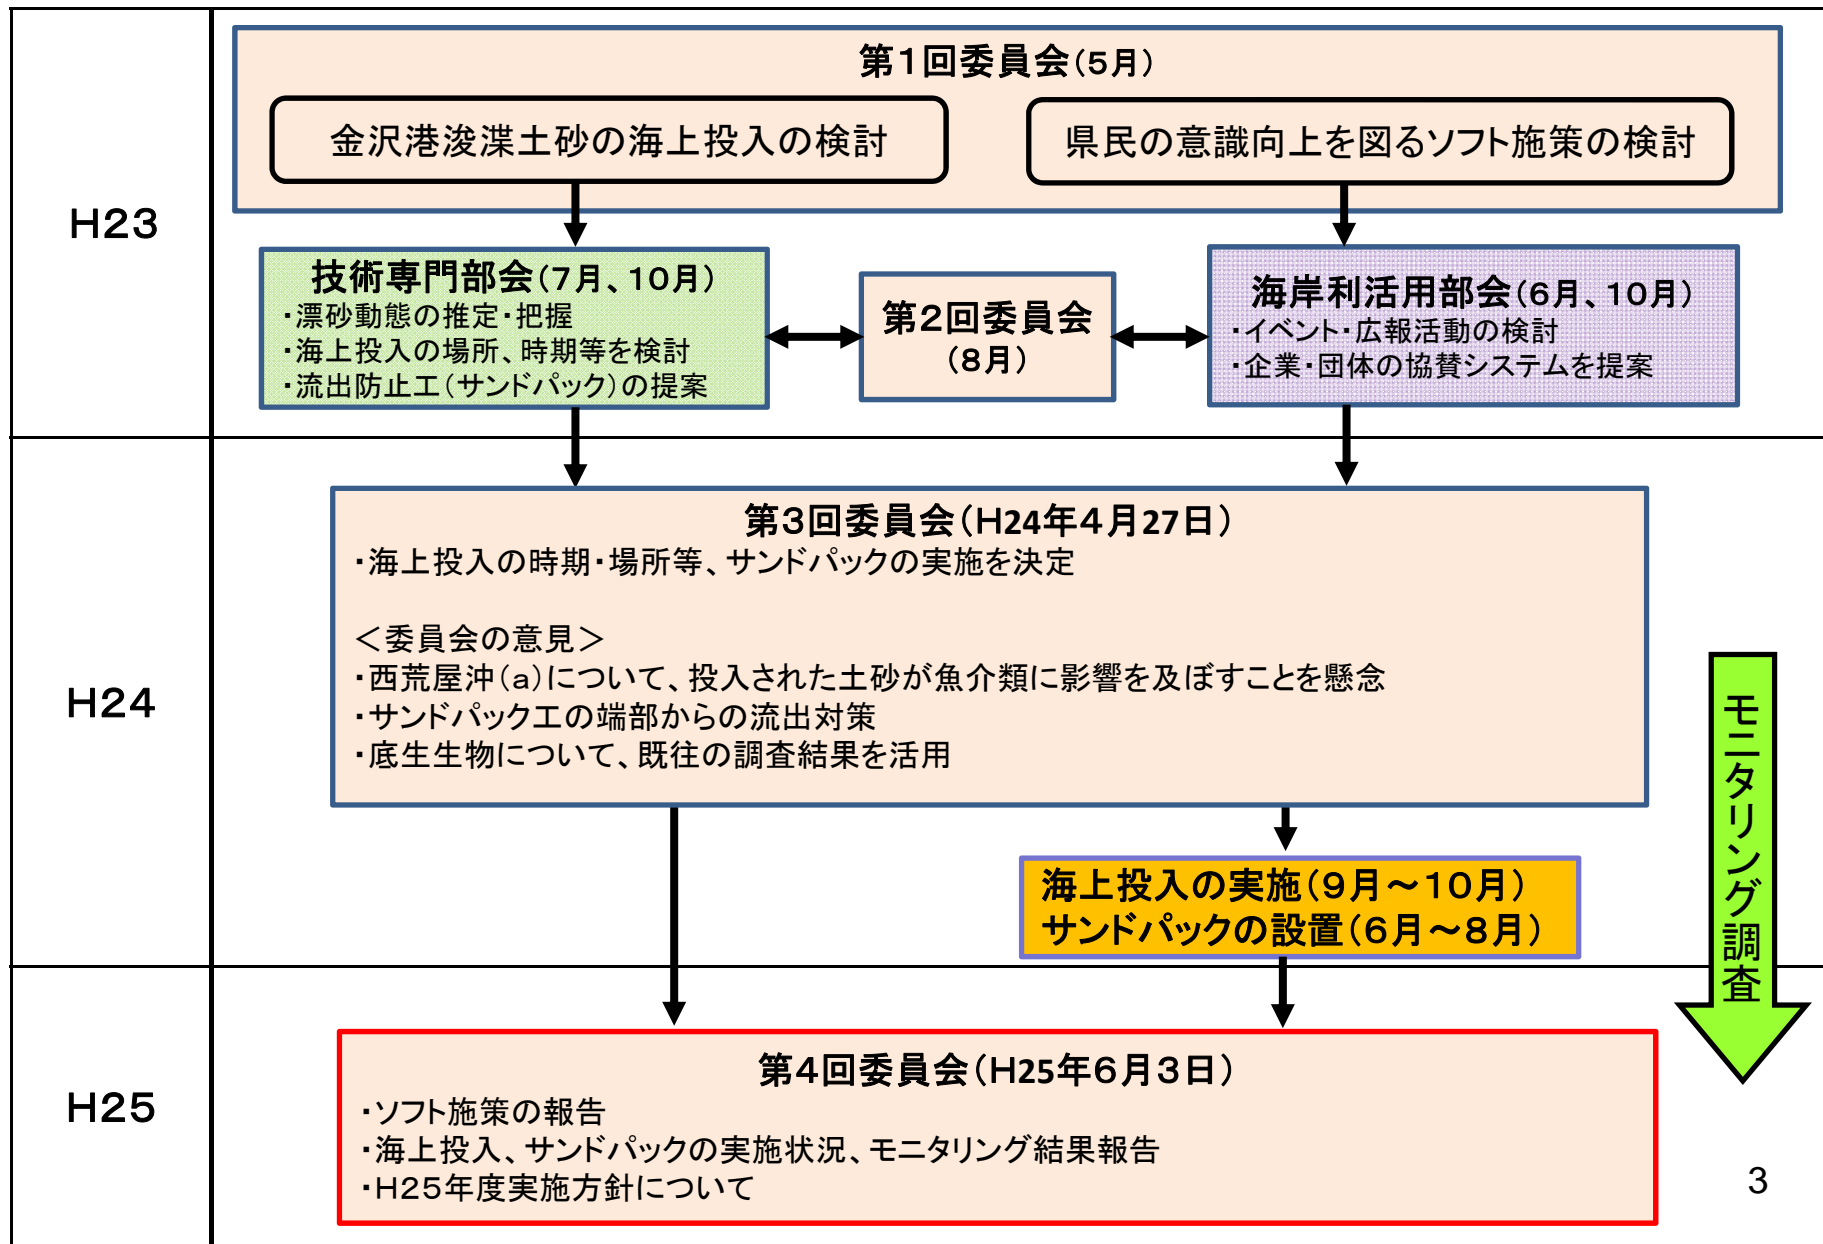 H23
第1回委員会(5月)
金沢港浚渫土砂の海上投入の検討
県民の意識向上を図るソフト施策の検討
技術専門部会(7月、10月)
・漂砂動態の推定・把握
・海上投入の場所、時期等を検討
・流出防止工(サンドパック)の提案
第2回委員会
(8月)
海岸利活用部会(6月、10月)
・イベント・広報活動の検討
・企業・団体の協賛システムを提案
H24
第3回委員会(H24年4月27日)
・海上投入の時期・場所等、サンドパックの実施を決定
＜委員会の意見＞
・西荒屋沖(a)について、投入された土砂が魚介類に影響を及ぼすことを懸念
・サンドパック工の端部からの流出対策
・底生生物について、既往の調査結果を活用
海上投入の実施(9月～10月)
サンドパックの設置(6月～8月)
モニタリング調査
H25
第4回委員会(H25年6月3日)
・ソフト施策の報告
・海上投入、サンドパックの実施状況、モニタリング結果報告
・H25年度実施方針について
3